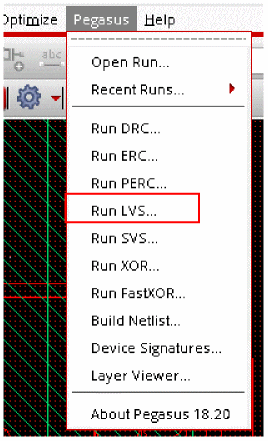 Optimize Pegasus Help
abc
Open Run...
Recent Runs...
Run DRC...
Run ERC...
Run PERC...
Run LVS...
Run SVS...
Run XOR...
Run FastXOR...
Build Netlist...
Device Signatures...
Layer Viewer...
About Pegasus 18.20